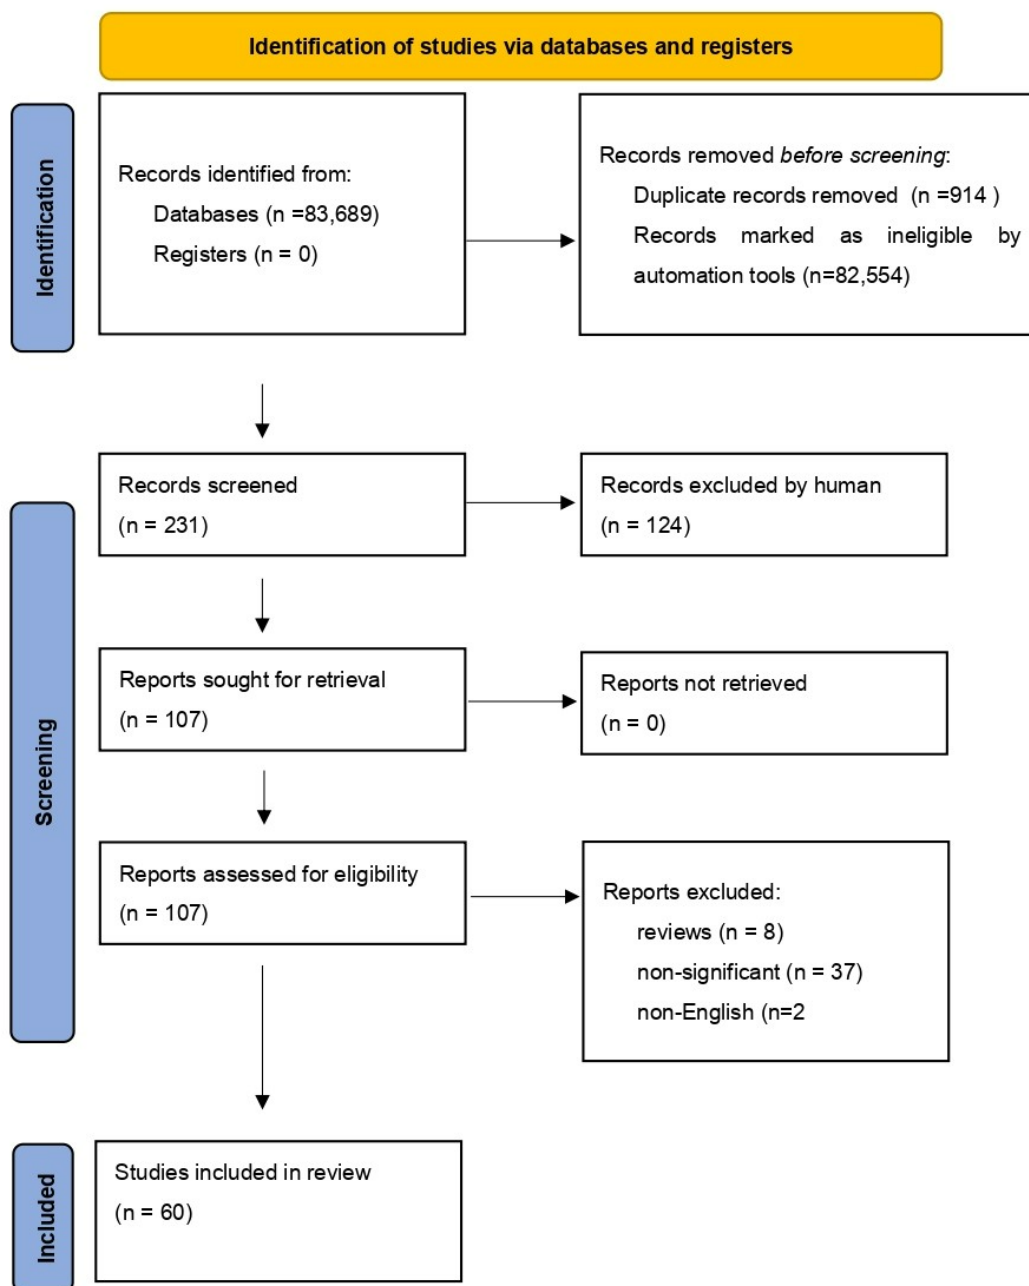 Identification of studies via databases and registers
Identification
Records identified from:
Databases (n =83,689)
Registers (n = 0)
Records removed before screening:
Duplicate records removed  (n =914 )
Records marked as ineligible by
automation tools (n=82,554)
Screening
Records screened
(n = 231)
Records excluded by human
(n = 124)
Reports sought for retrieval
(n = 107)
Reports not retrieved
(n = 0)
Reports assessed for eligibility
(n = 107)
Reports excluded:
reviews (n = 8)
non-significant (n = 37)
non-English (n=2
Included
Studies included in review
(n = 60)